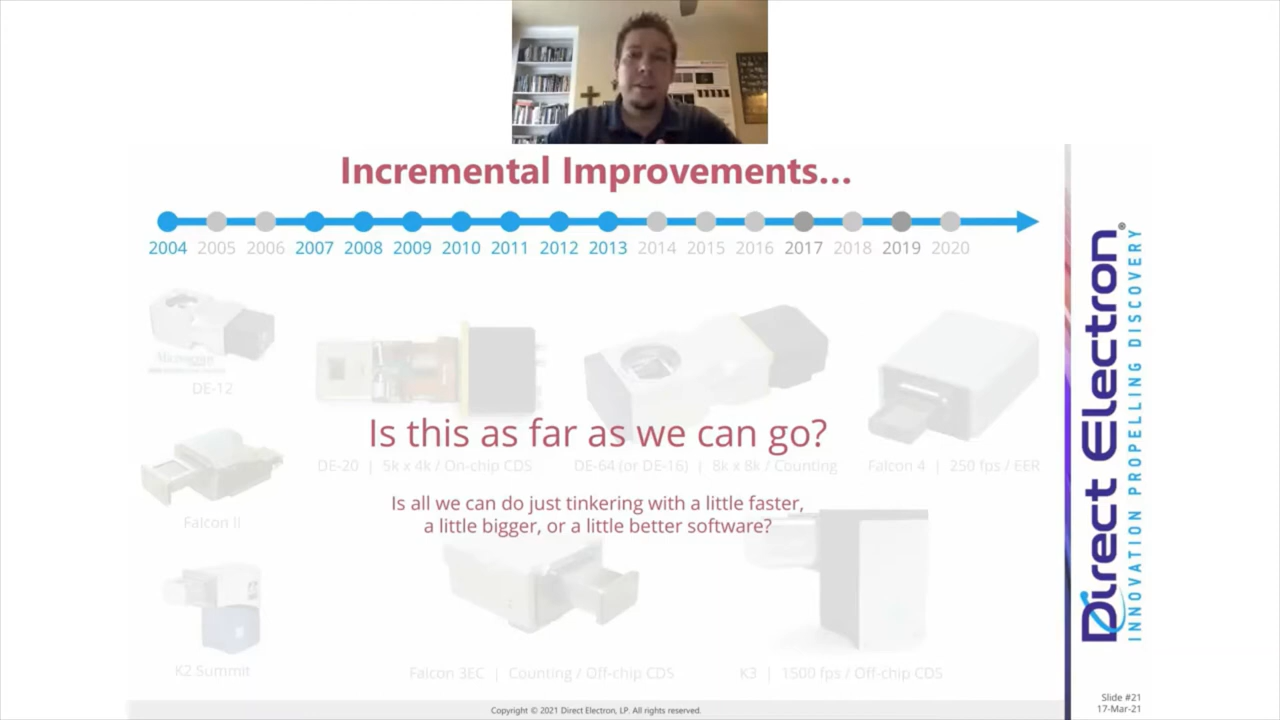 Incremental Improvements...
2004 2005 2006 2007 2008 2009 2010 2011 2012 2013 2014 2015 2016 2017 2018 2019 2020
DE-12
Is this as far as we can go?
DE-20 | 5k x 4k / On-chip CDS
DE-64 (or DE-16) | 8k x 8k / Counting
Falcon 4 | 250 fps / EER
Is all we can do just tinkering with a little faster,
a little bigger, or a little better software?
Falcon II
K2 Summit
Falcon 3EC | Counting / Off-chip CDS
K3 | 1500 fps / Off-chip CDS
Copyright © 2021 Direct Electron, LP. All rights reserved.
Direct Electron®
INNOVATION PROPELLING DISCOVERY
Slide #21
17-Mar-21